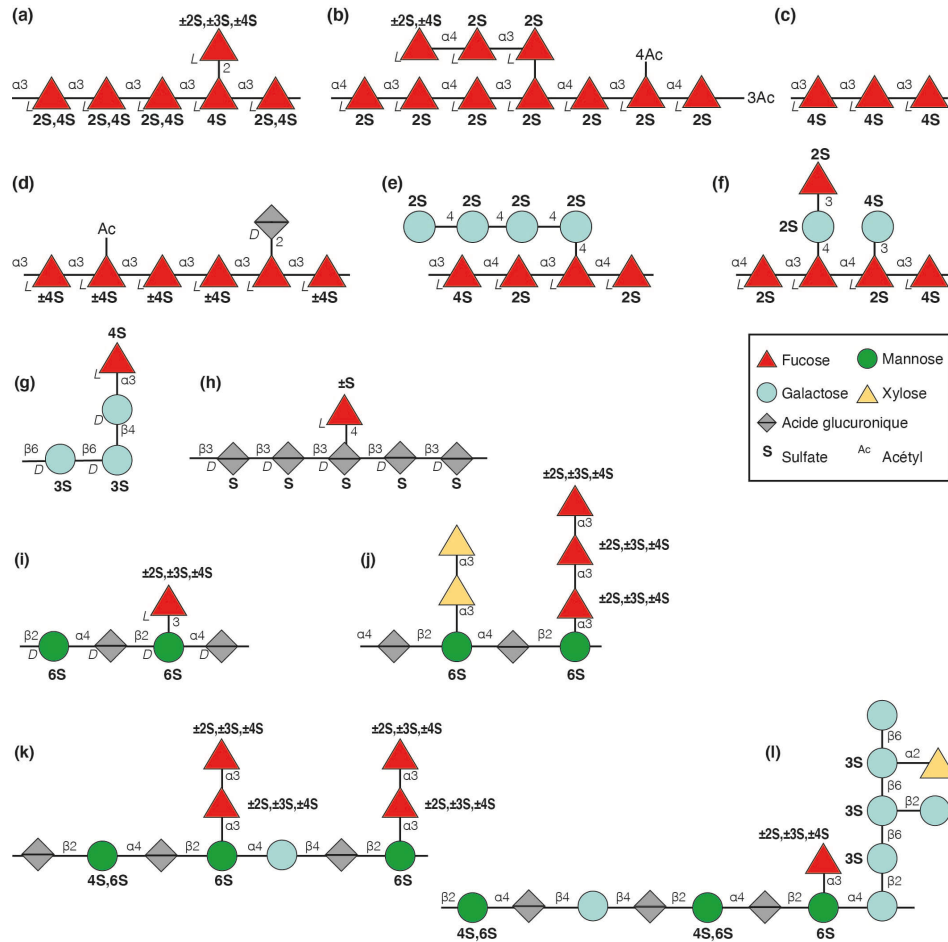 (a) ±2S,±3S,±4S
L 2
α3 α3 α3 α3 α3
L L L L L
2S,4S 2S,4S 2S,4S 4S 2S,4S
(b) ±2S,±4S 2S 2S
α4 α3
L
4Ac
α4 α3 α4 α3 α4 α3 α4 3Ac
L L L L L L L
2S 2S 2S 2S 2S 2S
(c)
α3 α3 α3
L L L
4S 4S 4S
(d)
Ac D 2
α3 α3 α3 α3 α3 α3
L L L L L L
±4S ±4S ±4S ±4S ±4S
(e)
2S 2S 2S 2S
4 4 4
4
α3 α4 α3 α4
L L L L
4S 2S 2S
(f)
2S
3 4S
2S
4 3
α3 α3 α4 α3
L L L L
2S 2S 4S
(g)
4S
L α3
D
β4
β6 β6
D D
3S 3S
(h)
±S
L 4
β3 β3 β3 β3 β3
D D D D D
S S S S
Fucose Mannose
Galactose Xylose
Acide glucuronique
S Sulfate Ac Acétyl
(i)
±2S,±3S,±4S
L 3
β2 α4 β2 α4
D D D D
6S 6S
(j)
±2S,±3S,±4S
α3
α3 ±2S,±3S,±4S
α3
±2S,±3S,±4S
α3 α3
α4 β2 α4 β2
6S 6S
(k)
±2S,±3S,±4S ±2S,±3S,±4S
α3 α3
±2S,±3S,±4S ±2S,±3S,±4S
α3 α3
β2 α4 β2 α4 β4 β2
4S,6S 6S 6S
(l)
β6
3S α2
β6
3S β2
β6
±2S,±3S,±4S
3S
α3 β2
β2 α4 β4 β4 β2 α4 β2 α4
4S,6S 4S,6S 6S